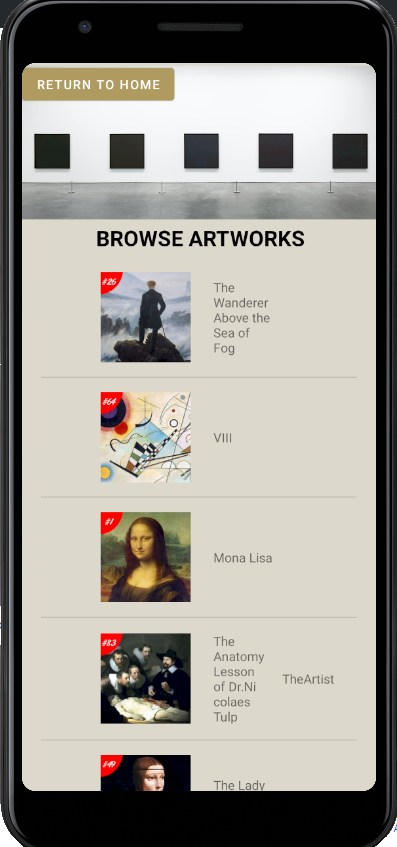 RETURN TO HOME
BROWSE ARTWORKS
#26
The
Wanderer
Above the
Sea of
Fog
#64
VIII
#1
Mona Lisa
#83
The
Anatomy
Lesson
of Dr.Ni
colaes
Tulp
TheArtist
#49
The Lady